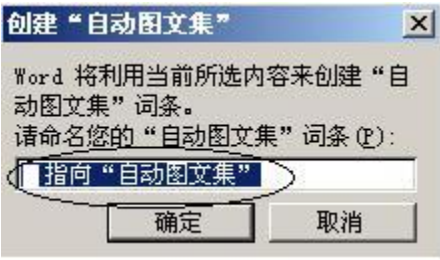 创建“自动图文集”
Word 将利用当前所选内容来创建“自
动图文集”词条。
请命名您的“自动图文集”词条(P):
指向“自动图文集”
确定 取消